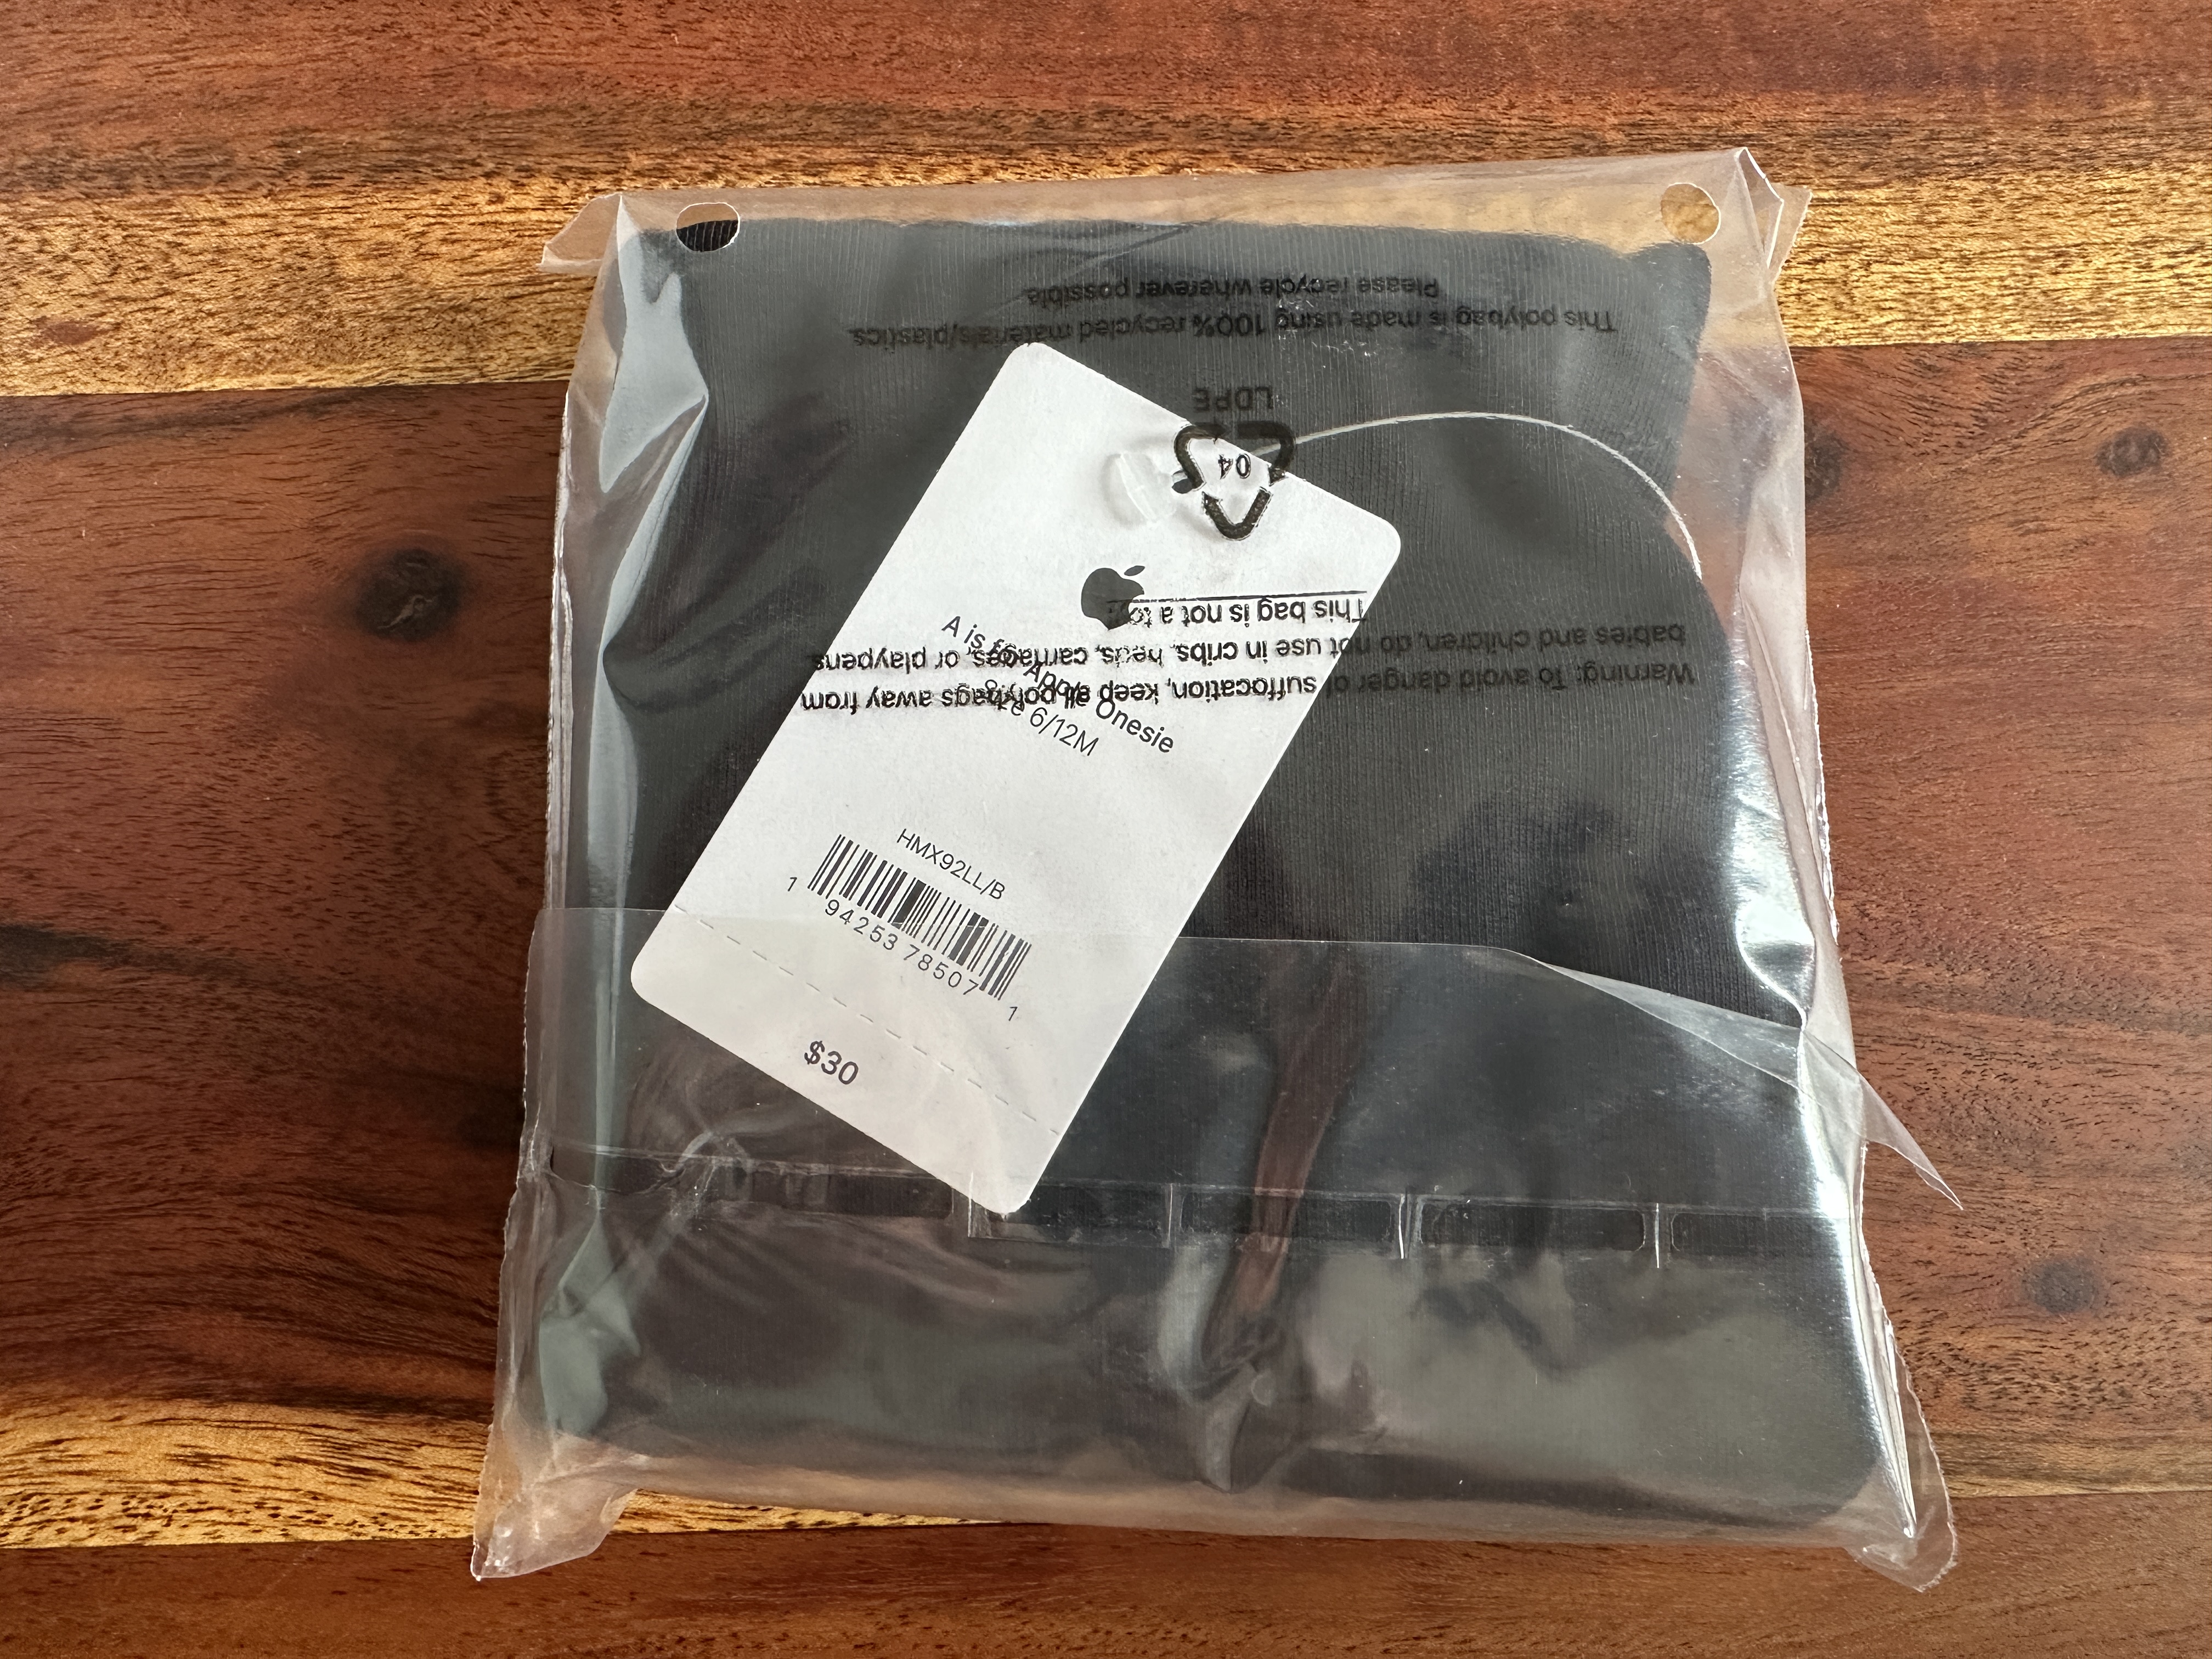 Please recycle wherever possible.
This polybag is made using 100% recycled materials/plastics.
LDPE
04
This bag is not a toy
babies and children, do not use in cribs, beds, carriages, or playpens.
Warning: To avoid danger of suffocation, keep all polybags away from
A is for Apple Onesie
Size 6/12M
HMX92LL/B
1 94253 78507 1
$30